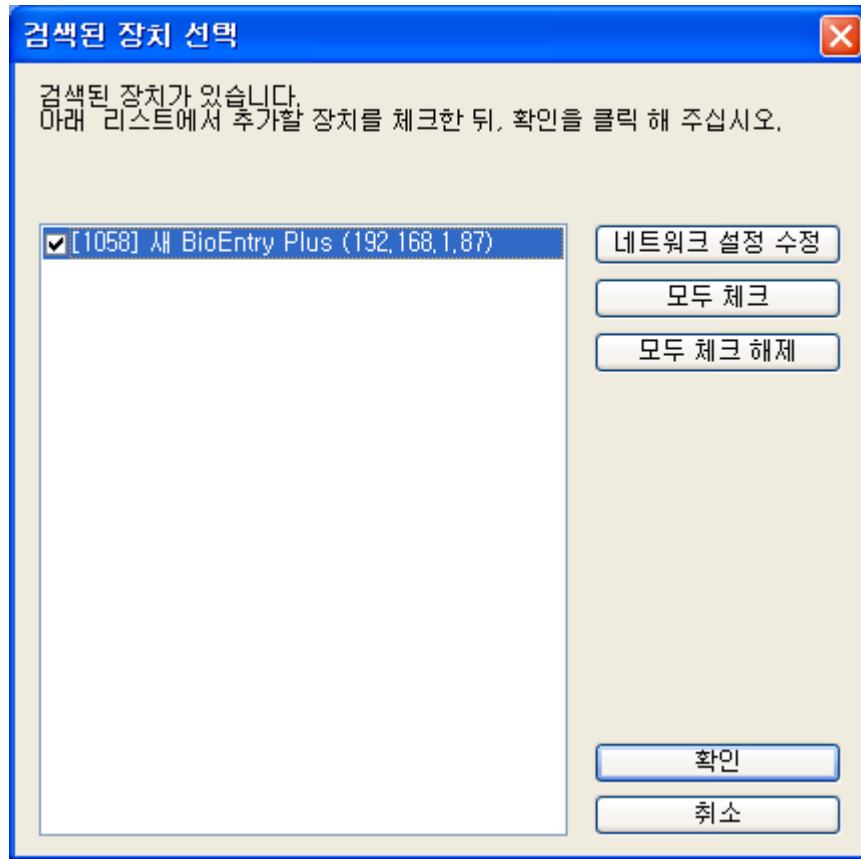 검색된 장치 선택
검색된 장치가 있습니다.
아래 리스트에서 추가할 장치를 체크한 뒤, 확인을 클릭 해 주십시오.
[1058] 새 BioEntry Plus (192.168.1.87)
네트워크 설정 수정
모두 체크
모두 체크 해제
확인
취소